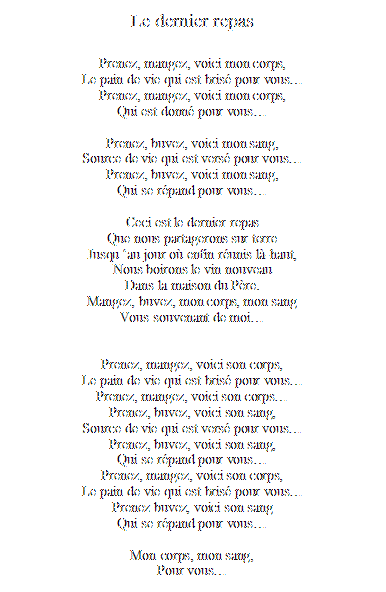 Le dernier repas
Prenez, mangez, voici mon corps,
Le pain de vie qui est brisé pour vous…
Prenez, mangez, voici mon corps,
Qui est donné pour vous…
Prenez, buvez, voici mon sang,
Source de vie qui est versé pour vous…
Prenez, buvez, voici mon sang,
Qui se répand pour vous…
Ceci est le dernier repas
Que nous partagerons sur terre
Jusqu'au jour où enfin réunis là-haut,
Nous boirons le vin nouveau
Dans la maison du Père.
Mangez, buvez, mon corps, mon sang
Vous souvenant de moi…
Prenez, mangez, voici son corps,
Le pain de vie qui est brisé pour vous…
Prenez, mangez, voici son corps…
Prenez, buvez, voici son sang,
Source de vie qui est versé pour vous…
Prenez, buvez, voici son sang,
Qui se répand pour vous…
Prenez, mangez, voici son corps,
Le pain de vie qui est brisé pour vous…
Prenez buvez, voici son sang
Qui se répand pour vous…
Mon corps, mon sang,
Pour vous…